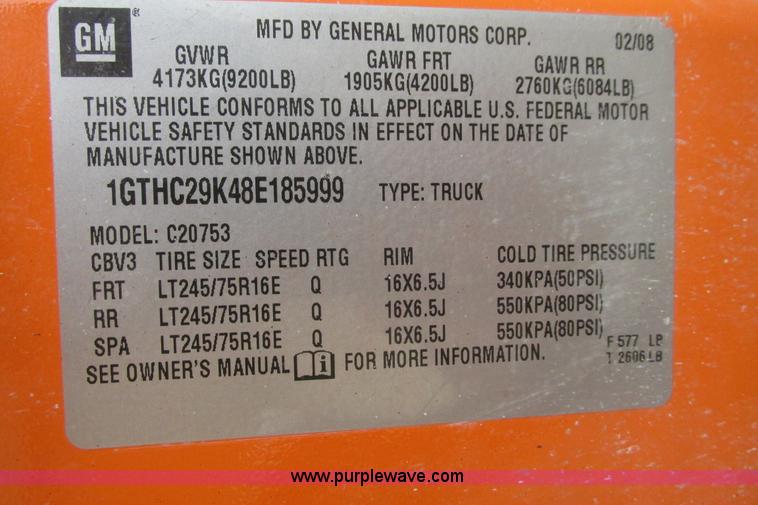 GM
MFD BY GENERAL MOTORS CORP. 02/08
GVWR GAWR FRT GAWR RR
4173KG(9200LB) 1905KG(4200LB) 2760KG(6084LB)
THIS VEHICLE CONFORMS TO ALL APPLICABLE U.S. FEDERAL MOTOR
VEHICLE SAFETY STANDARDS IN EFFECT ON THE DATE OF
MANUFACTURE SHOWN ABOVE.
1GTHC29K48E185999 TYPE: TRUCK
MODEL: C20753
CBV3 TIRE SIZE SPEED RTG RIM COLD TIRE PRESSURE
FRT LT245/75R16E Q 16X6.5J 340KPA(50PSI)
RR LT245/75R16E Q 16X6.5J 550KPA(80PSI)
SPA LT245/75R16E Q 16X6.5J 550KPA(80PSI)
F 577 LP
SEE OWNER'S MANUAL i FOR MORE INFORMATION. T 2606 LB
www.purplewave.com